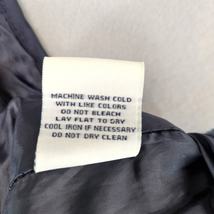 MACHINE WASH COLD
WITH LIKE COLORS
DO NOT BLEACH
LAY FLAT TO DRY
COOL IRON IF NECESSARY
DO NOT DRY CLEAN